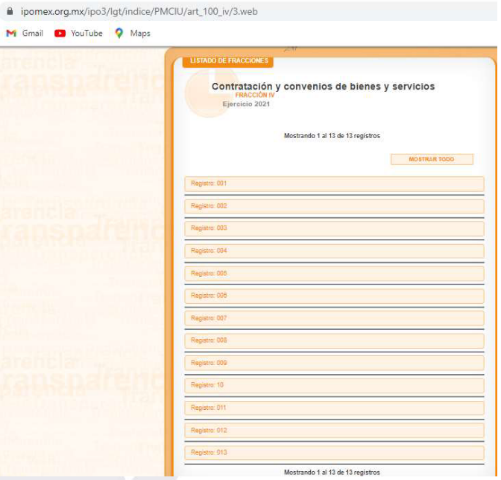 ipomex.org.mx/ipo3/lgt/indice/PMCIU/art_100_iv/3.web
Gmail YouTube Maps
LISTADO DE FRACCIONES
Contratación y convenios de bienes y servicios
FRACCIÓN IV
Ejercicio 2021
Mostrando 1 al 13 de 13 registros
MOSTRAR TODO
Registro: 001
Registro: 002
Registro: 003
Registro: 004
Registro: 005
Registro: 006
Registro: 007
Registro: 008
Registro: 009
Registro: 10
Registro: 011
Registro: 012
Registro: 013
Mostrando 1 al 13 de 13 registros